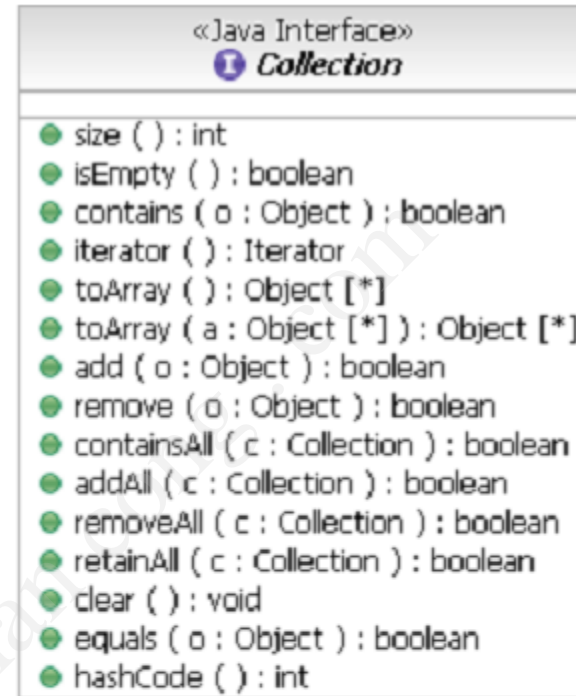 «Java Interface»
I Collection
size ( ) : int
isEmpty ( ) : boolean
contains ( o : Object ) : boolean
iterator ( ) : Iterator
toArray ( ) : Object [*]
toArray ( a : Object [*] ) : Object [*]
add ( o : Object ) : boolean
remove ( o : Object ) : boolean
containsAll ( c : Collection ) : boolean
addAll ( c : Collection ) : boolean
removeAll ( c : Collection ) : boolean
retainAll ( c : Collection ) : boolean
clear ( ) : void
equals ( o : Object ) : boolean
hashCode ( ) : int